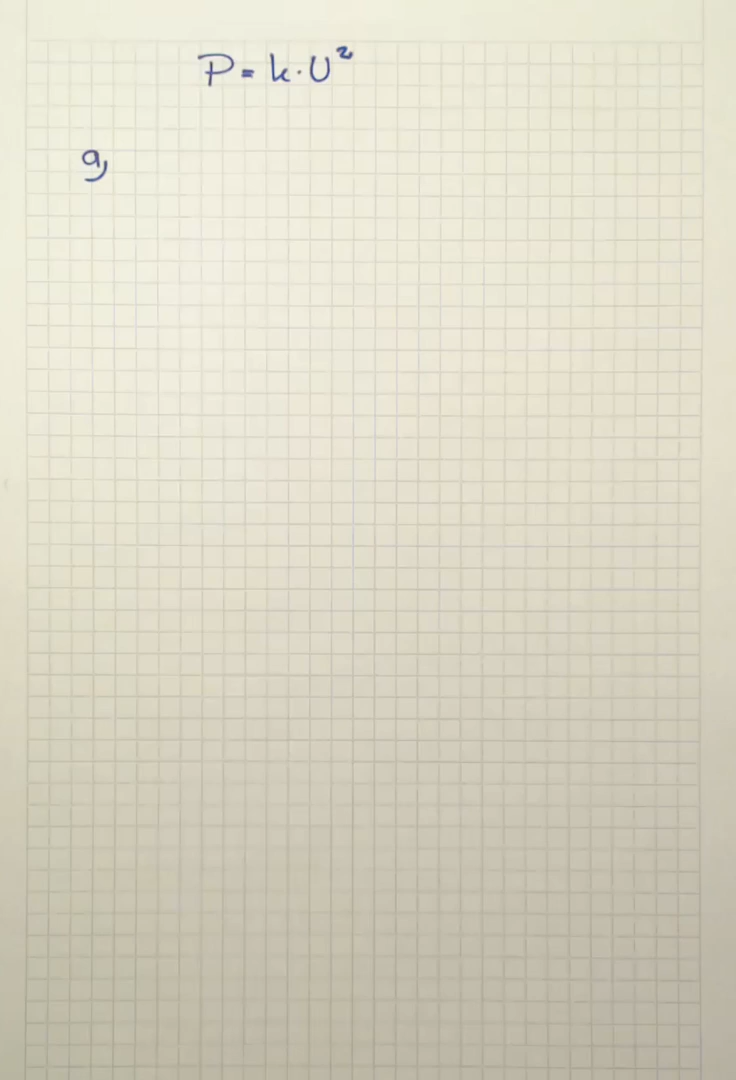 P = k · U²
a,